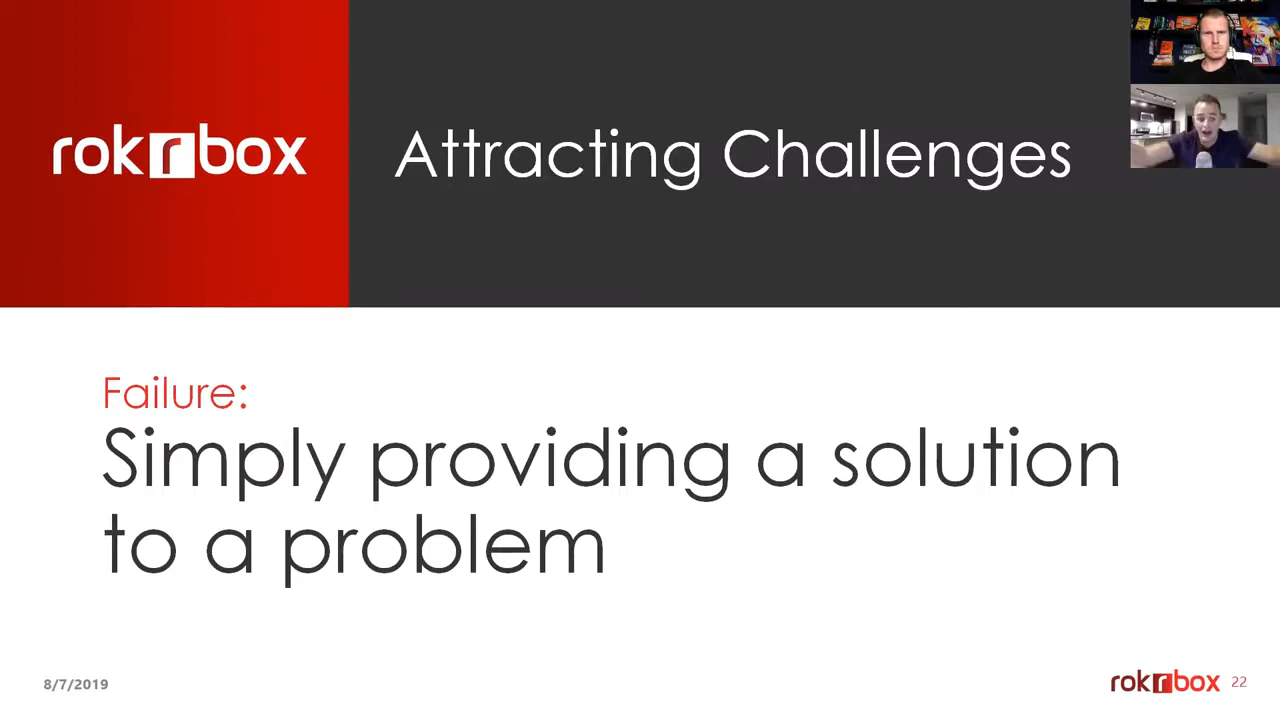 rokrbox
Attracting Challenges
Failure:
Simply providing a solution
to a problem
8/7/2019
rokrbox
22